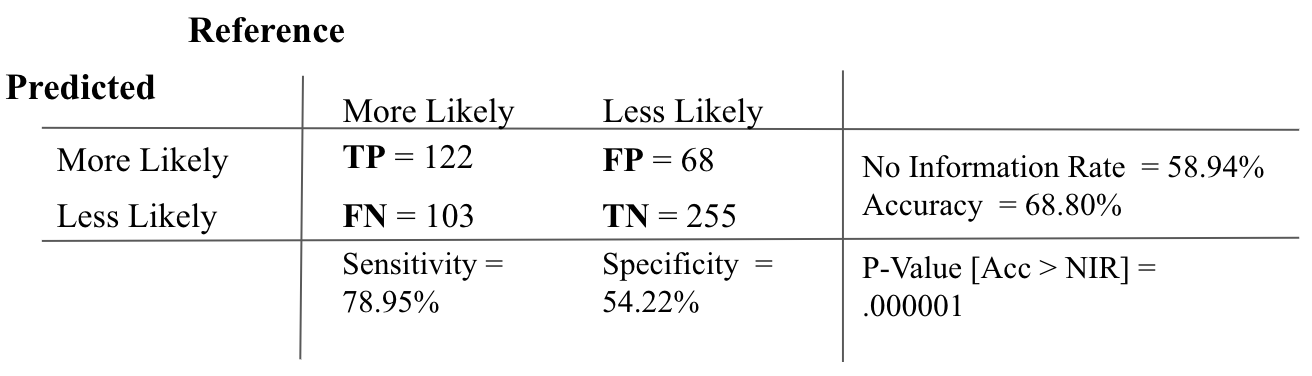 Reference
Predicted
More Likely Less Likely
More Likely TP = 122 FP = 68 No Information Rate = 58.94%
Accuracy = 68.80%
Less Likely FN = 103 TN = 255
Sensitivity = Specificity = P-Value [Acc > NIR] =
78.95% 54.22% .000001